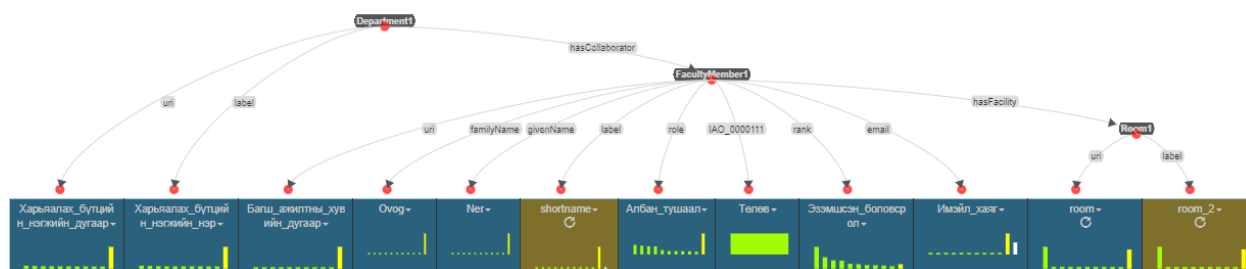 Department1
hasCollaborator
FacultyMember1
hasFacility
uri
label
Room1
uri
familyName
givenName
label
role
IAO_0000111
rank
email
uri
label
Харьяалах_бүтций
н_нэгжийн_дугаар
Харьяалах_бүтций
н_нэгжийн_нэр
Багш_ажилтны_хув
ийн_дугаар
Ovog
Ner
shortname
Албан_тушаал
Төлөв
Эзэмшсэн_боловср
ол
Имэйл_хаяг
room
room_2